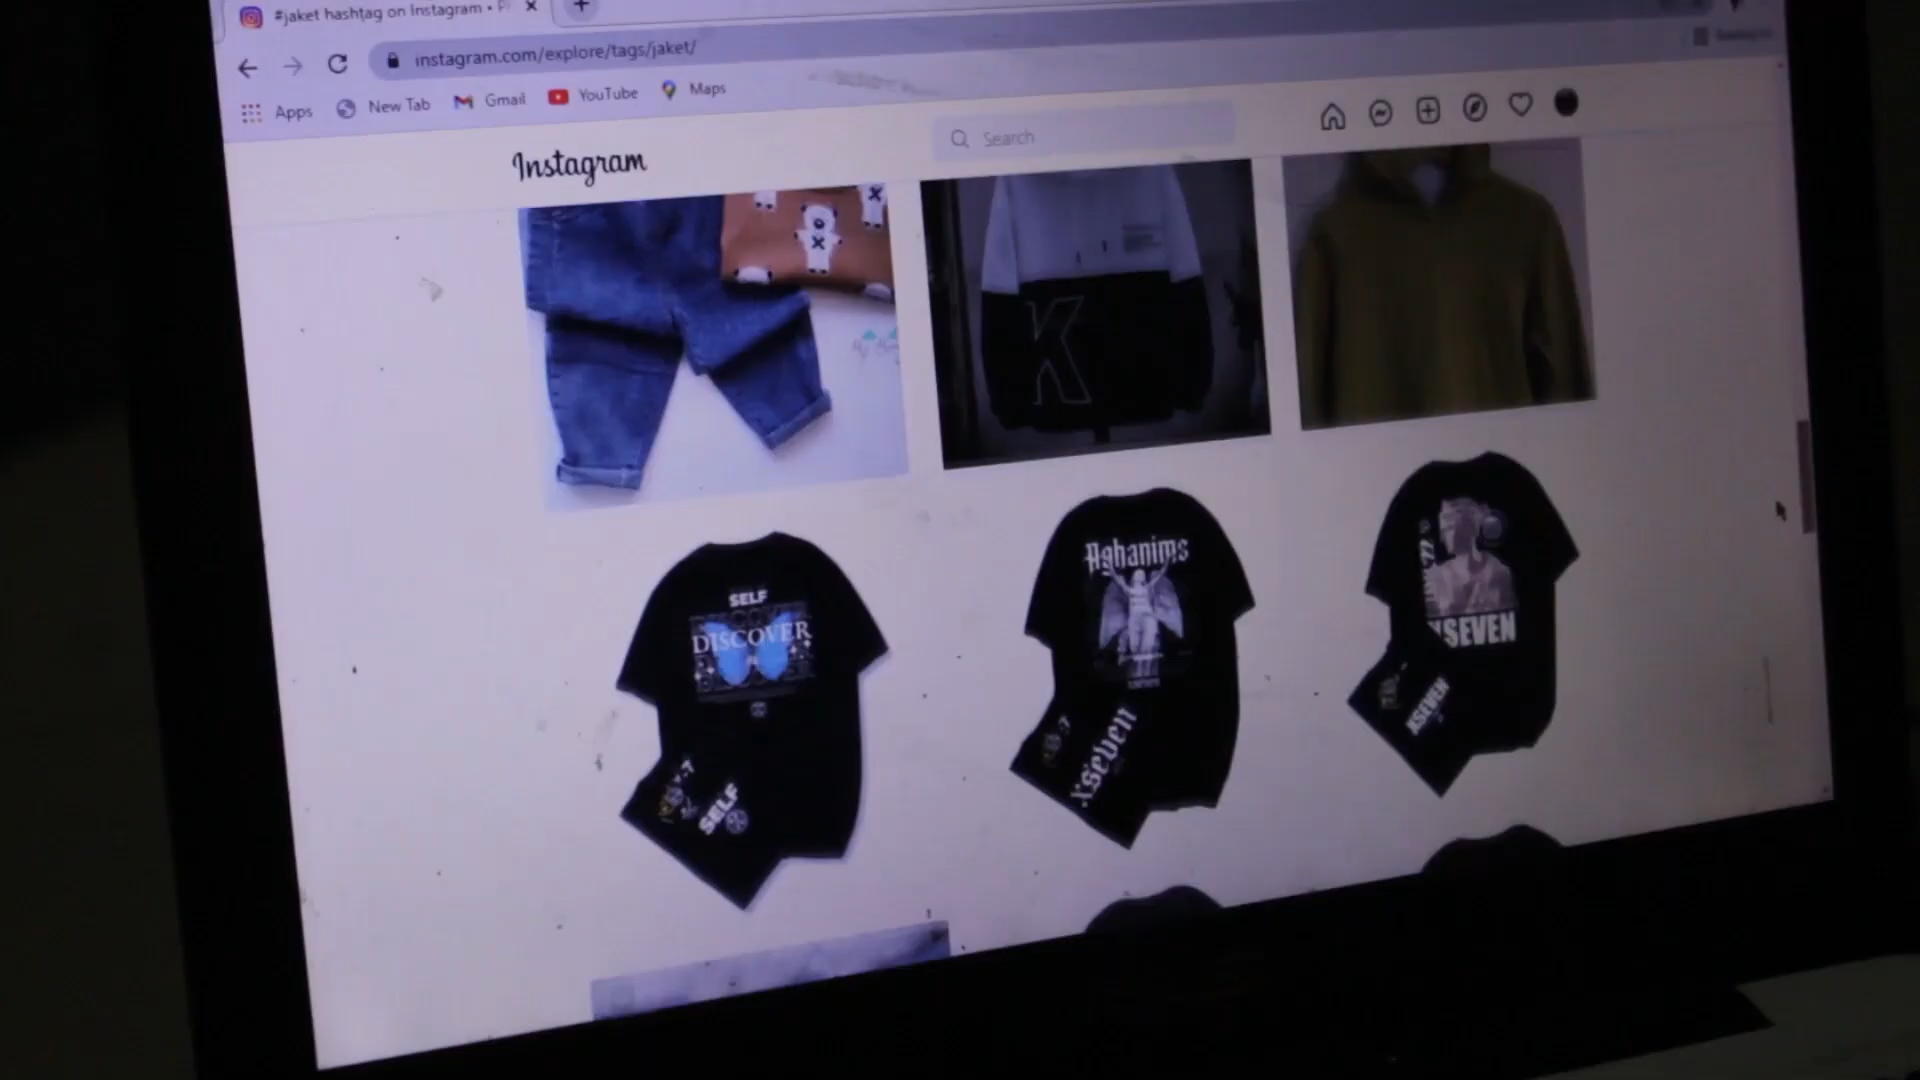 #jaket hashtag on Instagram • P
instagram.com/explore/tags/jaket/
Apps
New Tab
Gmail
YouTube
Maps
Instagram
Search
K
SELF
DISCOVER
SELF
Aghanims
xseven
XSEVEN
XSEVEN